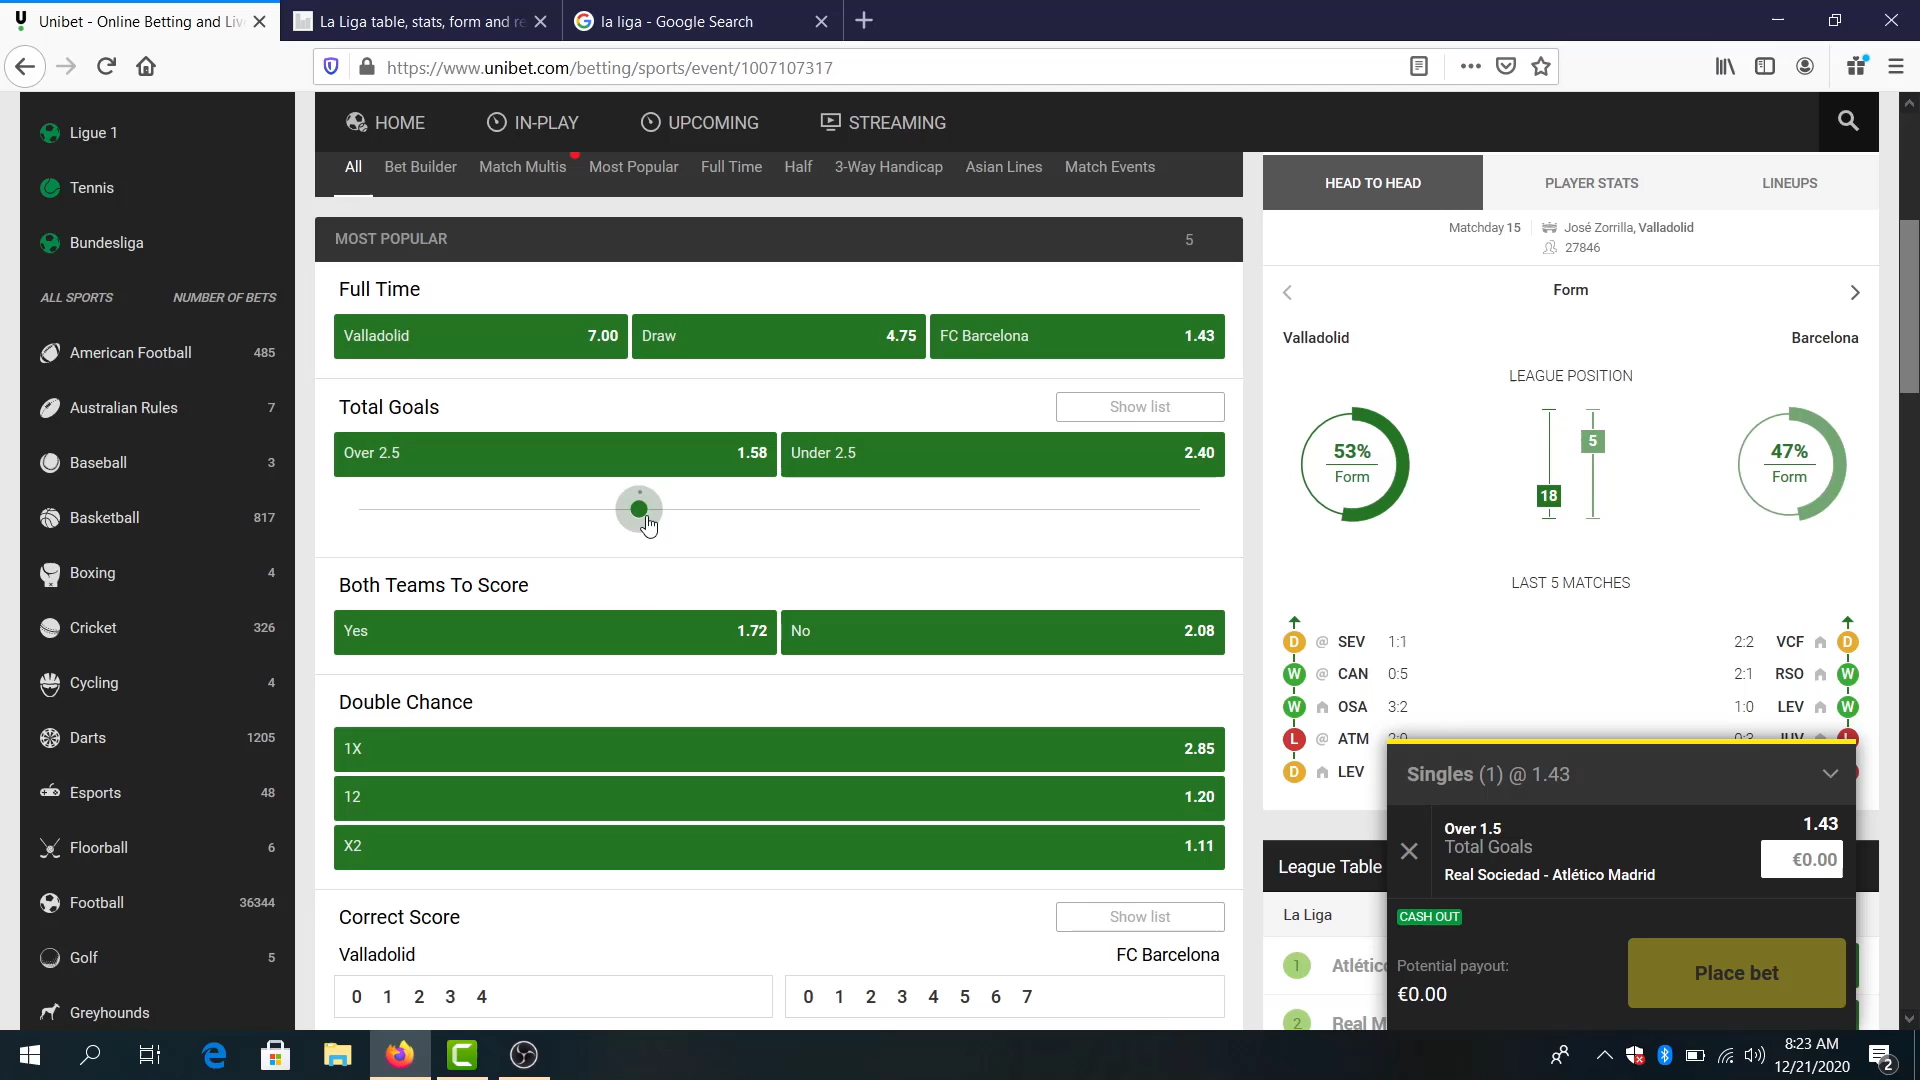 Unibet - Online Betting and Liv
La Liga table, stats, form and re
la liga - Google Search
https://www.unibet.com/betting/sports/event/1007107317
HOME
IN-PLAY
UPCOMING
STREAMING
All
Bet Builder
Match Multis
Most Popular
Full Time
Half
3-Way Handicap
Asian Lines
Match Events
Ligue 1
Tennis
Bundesliga
ALL SPORTS NUMBER OF BETS
American Football 485
Australian Rules 7
Baseball 3
Basketball 817
Boxing 4
Cricket 326
Cycling 4
Darts 1205
Esports 48
Floorball 6
Football 36344
Golf 5
Greyhounds
MOST POPULAR 5
Full Time
Valladolid 7.00 Draw 4.75 FC Barcelona 1.43
Total Goals Show list
Over 2.5 1.58 Under 2.5 2.40
Both Teams To Score
Yes 1.72 No 2.08
Double Chance
1X 2.85
12 1.20
X2 1.11
Correct Score Show list
Valladolid FC Barcelona
0 1 2 3 4 0 1 2 3 4 5 6 7
HEAD TO HEAD PLAYER STATS LINEUPS
Matchday 15 José Zorrilla, Valladolid
27846
Form
Valladolid Barcelona
LEAGUE POSITION
53% Form 18 5 47% Form
LAST 5 MATCHES
D @ SEV 1:1 2:2 VCF D
W @ CAN 0:5 2:1 RSO W
W OSA 3:2 1:0 LEV W
L @ ATM 2:0 0:3 JUV L
D LEV
League Table
La Liga
1 Atlétic
2 Real M
Singles (1) @ 1.43
Over 1.5 1.43
Total Goals €0.00
Real Sociedad - Atlético Madrid
CASH OUT
Potential payout:
€0.00
Place bet
8:23 AM
12/21/2020
2